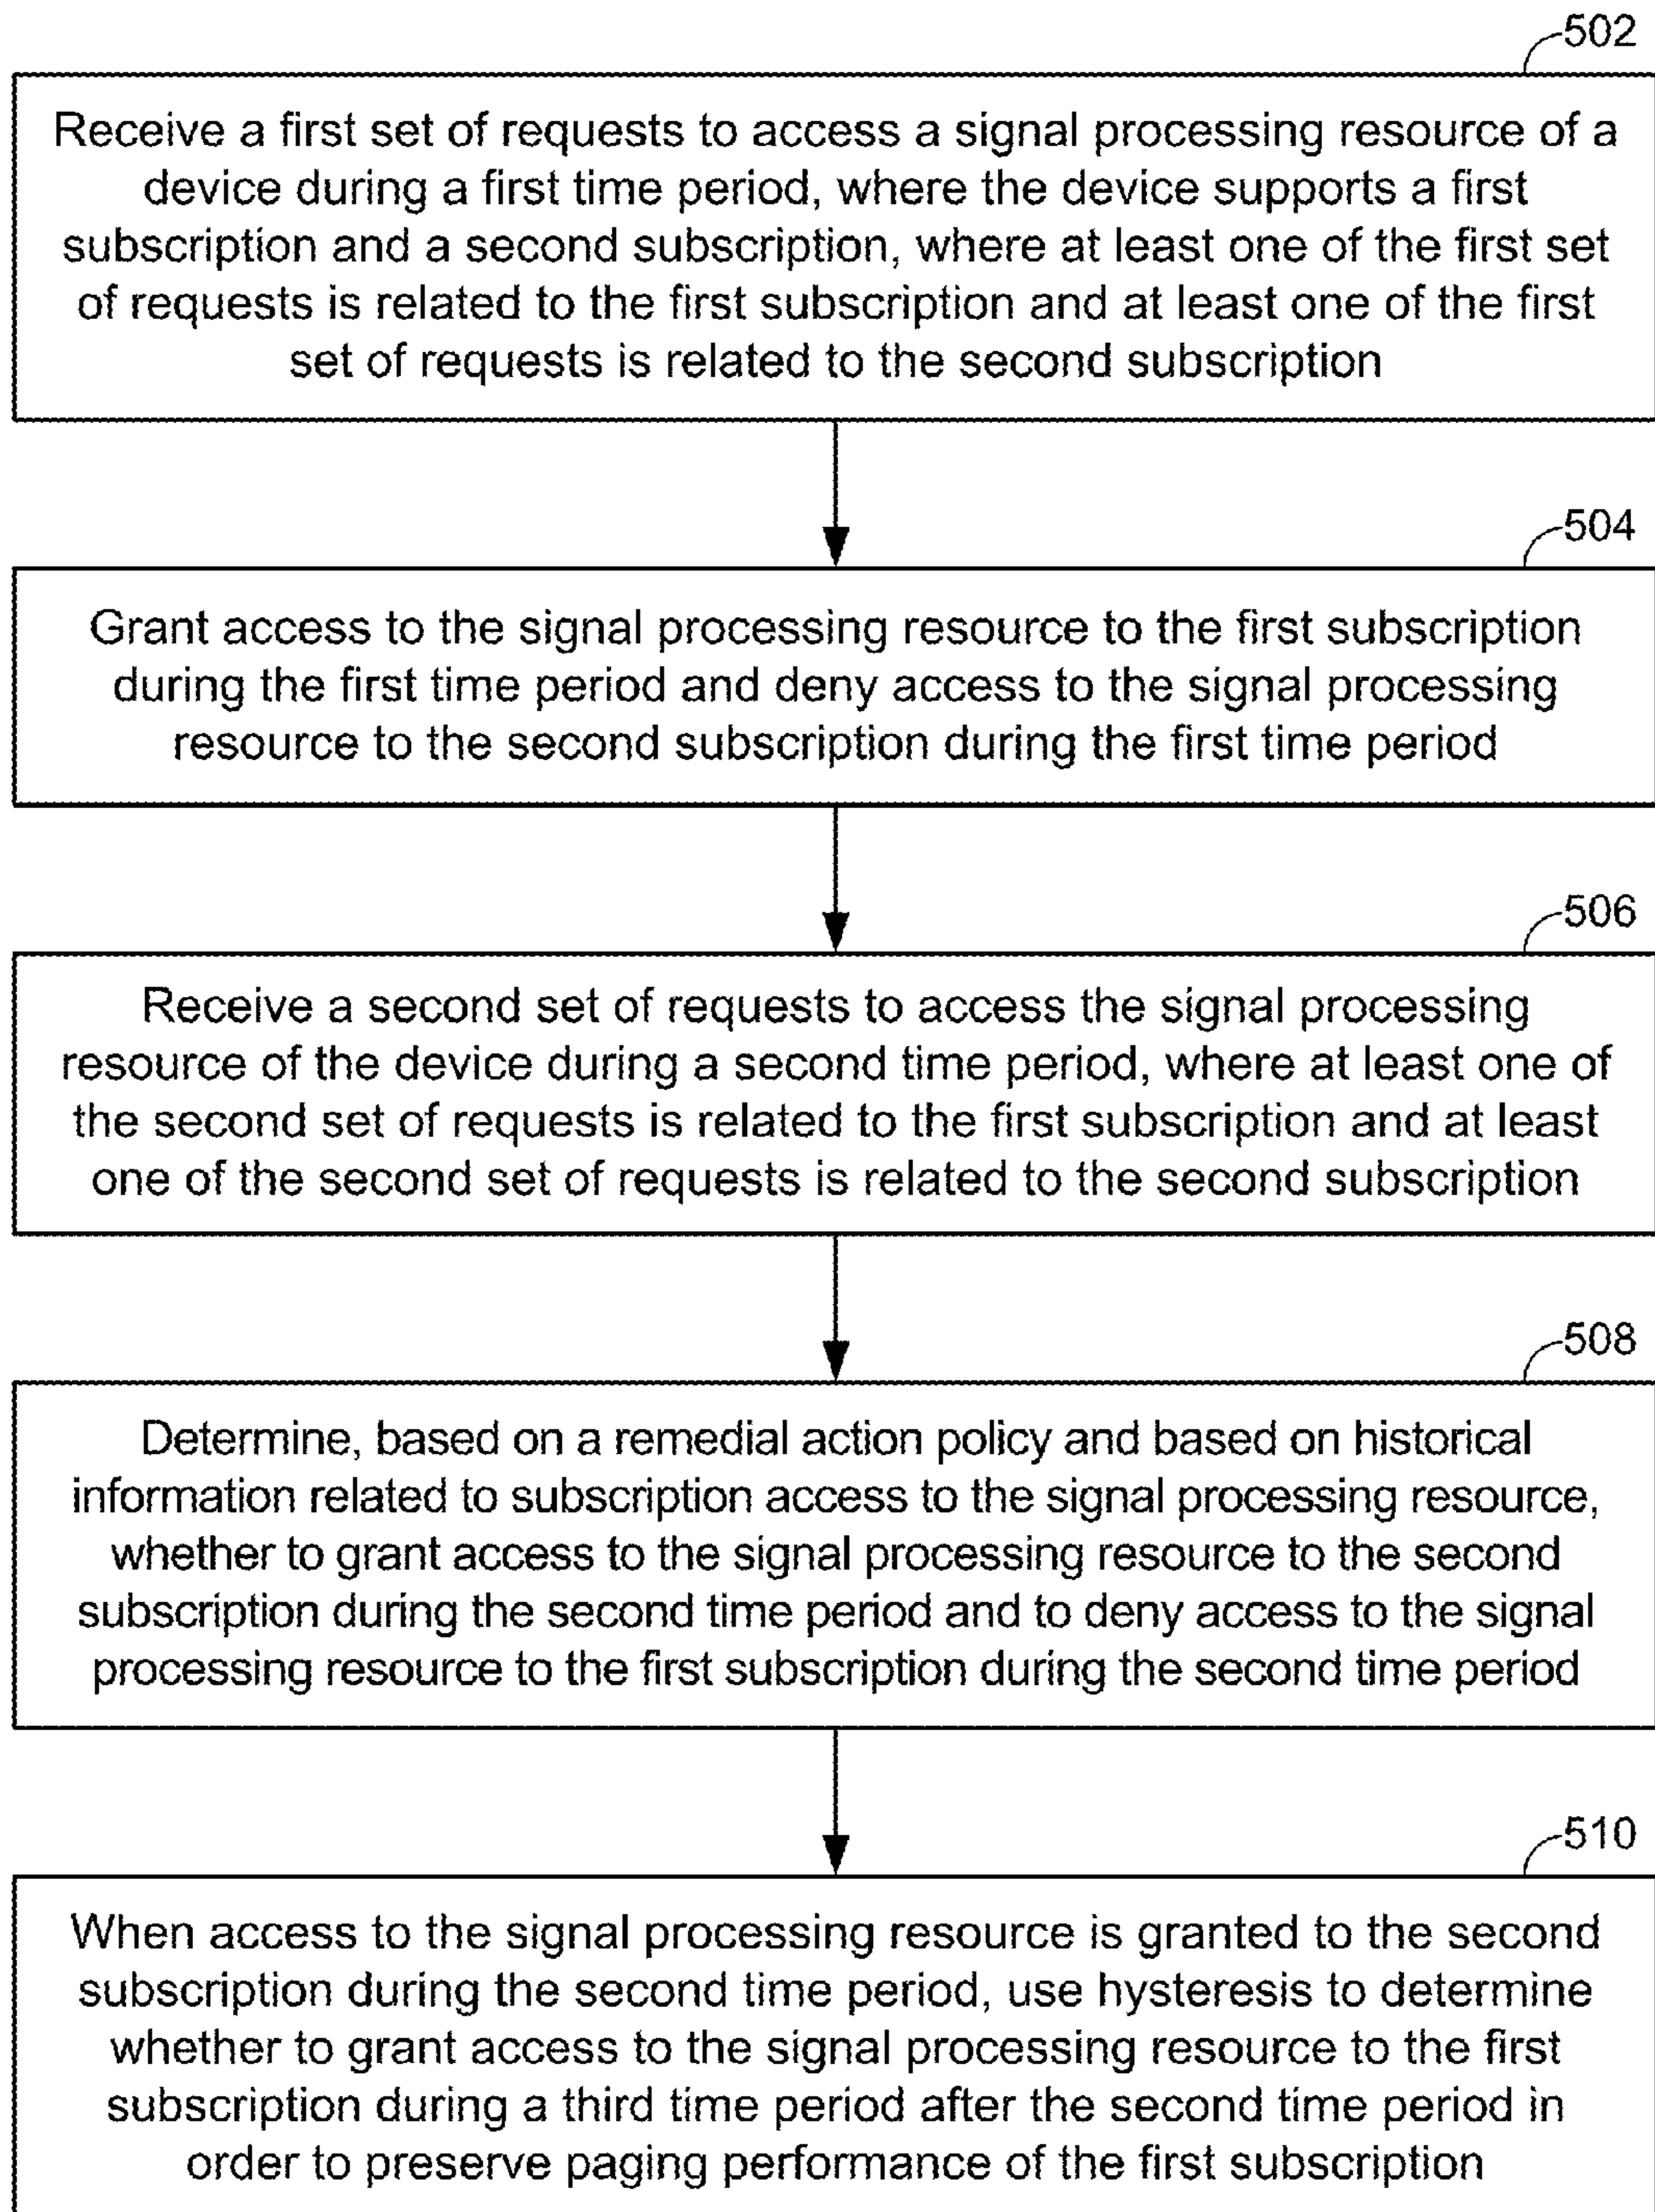 502
Receive a first set of requests to access a signal processing resource of a
device during a first time period, where the device supports a first
subscription and a second subscription, where at least one of the first set
of requests is related to the first subscription and at least one of the first
set of requests is related to the second subscription
504
Grant access to the signal processing resource to the first subscription
during the first time period and deny access to the signal processing
resource to the second subscription during the first time period
506
Receive a second set of requests to access the signal processing
resource of the device during a second time period, where at least one of
the second set of requests is related to the first subscription and at least
one of the second set of requests is related to the second subscription
508
Determine, based on a remedial action policy and based on historical
information related to subscription access to the signal processing resource,
whether to grant access to the signal processing resource to the second
subscription during the second time period and to deny access to the signal
processing resource to the first subscription during the second time period
510
When access to the signal processing resource is granted to the second
subscription during the second time period, use hysteresis to determine
whether to grant access to the signal processing resource to the first
subscription during a third time period after the second time period in
order to preserve paging performance of the first subscription